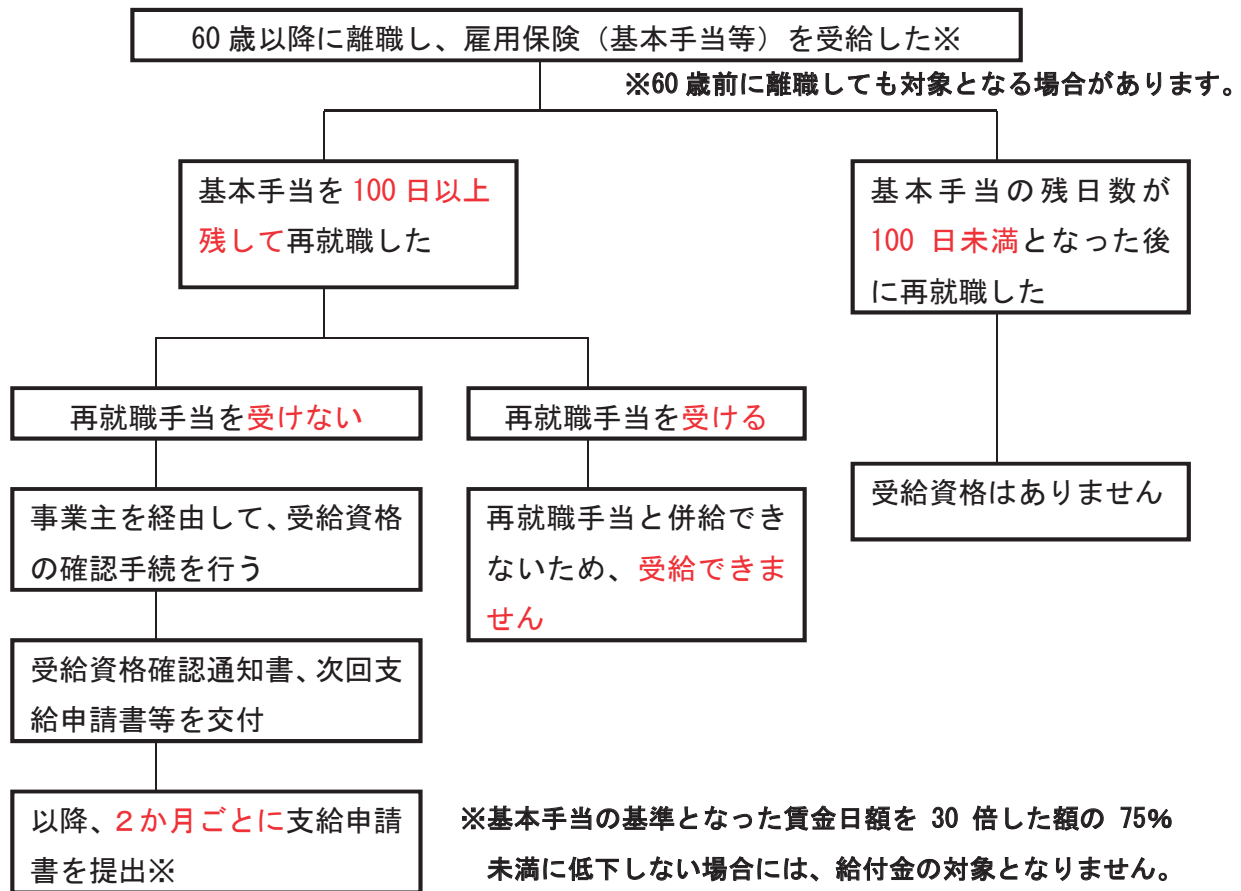 60 歳以降に離職し、雇用保険（基本手当等）を受給した※
※60 歳前に離職しても対象となる場合があります。
基本手当を 100 日以上
残して再就職した
基本手当の残日数が
100 日未満となった後
に再就職した
再就職手当を受けない
再就職手当を受ける
事業主を経由して、受給資格
の確認手続を行う
再就職手当と併給でき
ないため、受給できま
せん
受給資格はありません
受給資格確認通知書、次回支
給申請書等を交付
以降、２か月ごとに支給申請
書を提出※
※基本手当の基準となった賃金日額を 30 倍した額の 75%
未満に低下しない場合には、給付金の対象となりません。